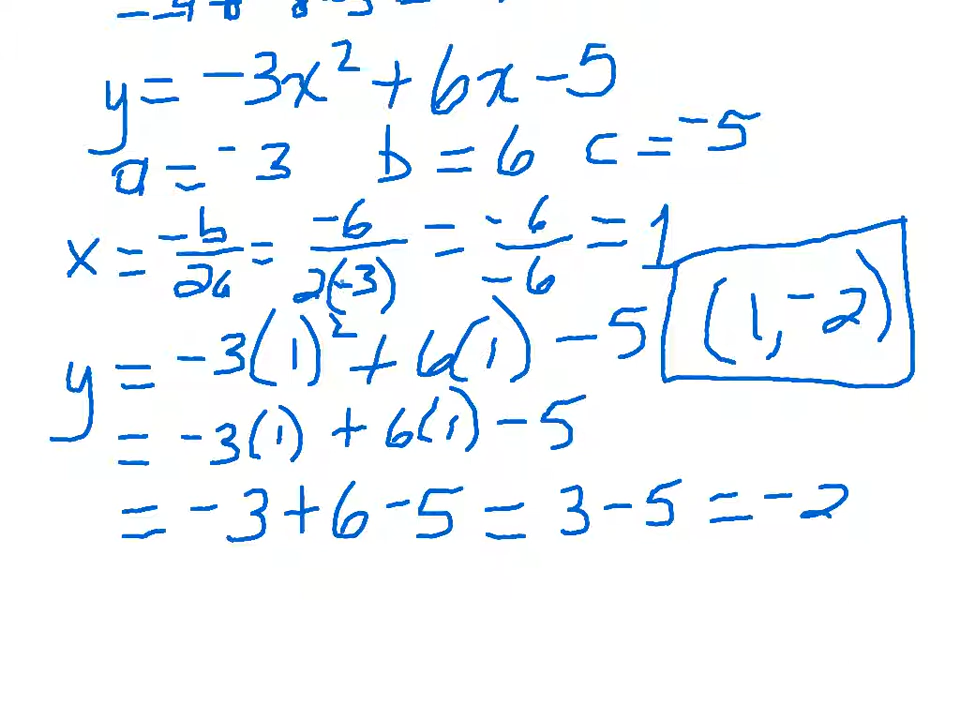 y = -3x² + 6x - 5
a = -3 b = 6 c = -5
x = -b/2a = -6/2(-3) = -6/-6 = 1
(1, -2)
y = -3(1)² + 6(1) - 5
= -3(1) + 6(1) - 5
= -3 + 6 - 5 = 3 - 5 = -2